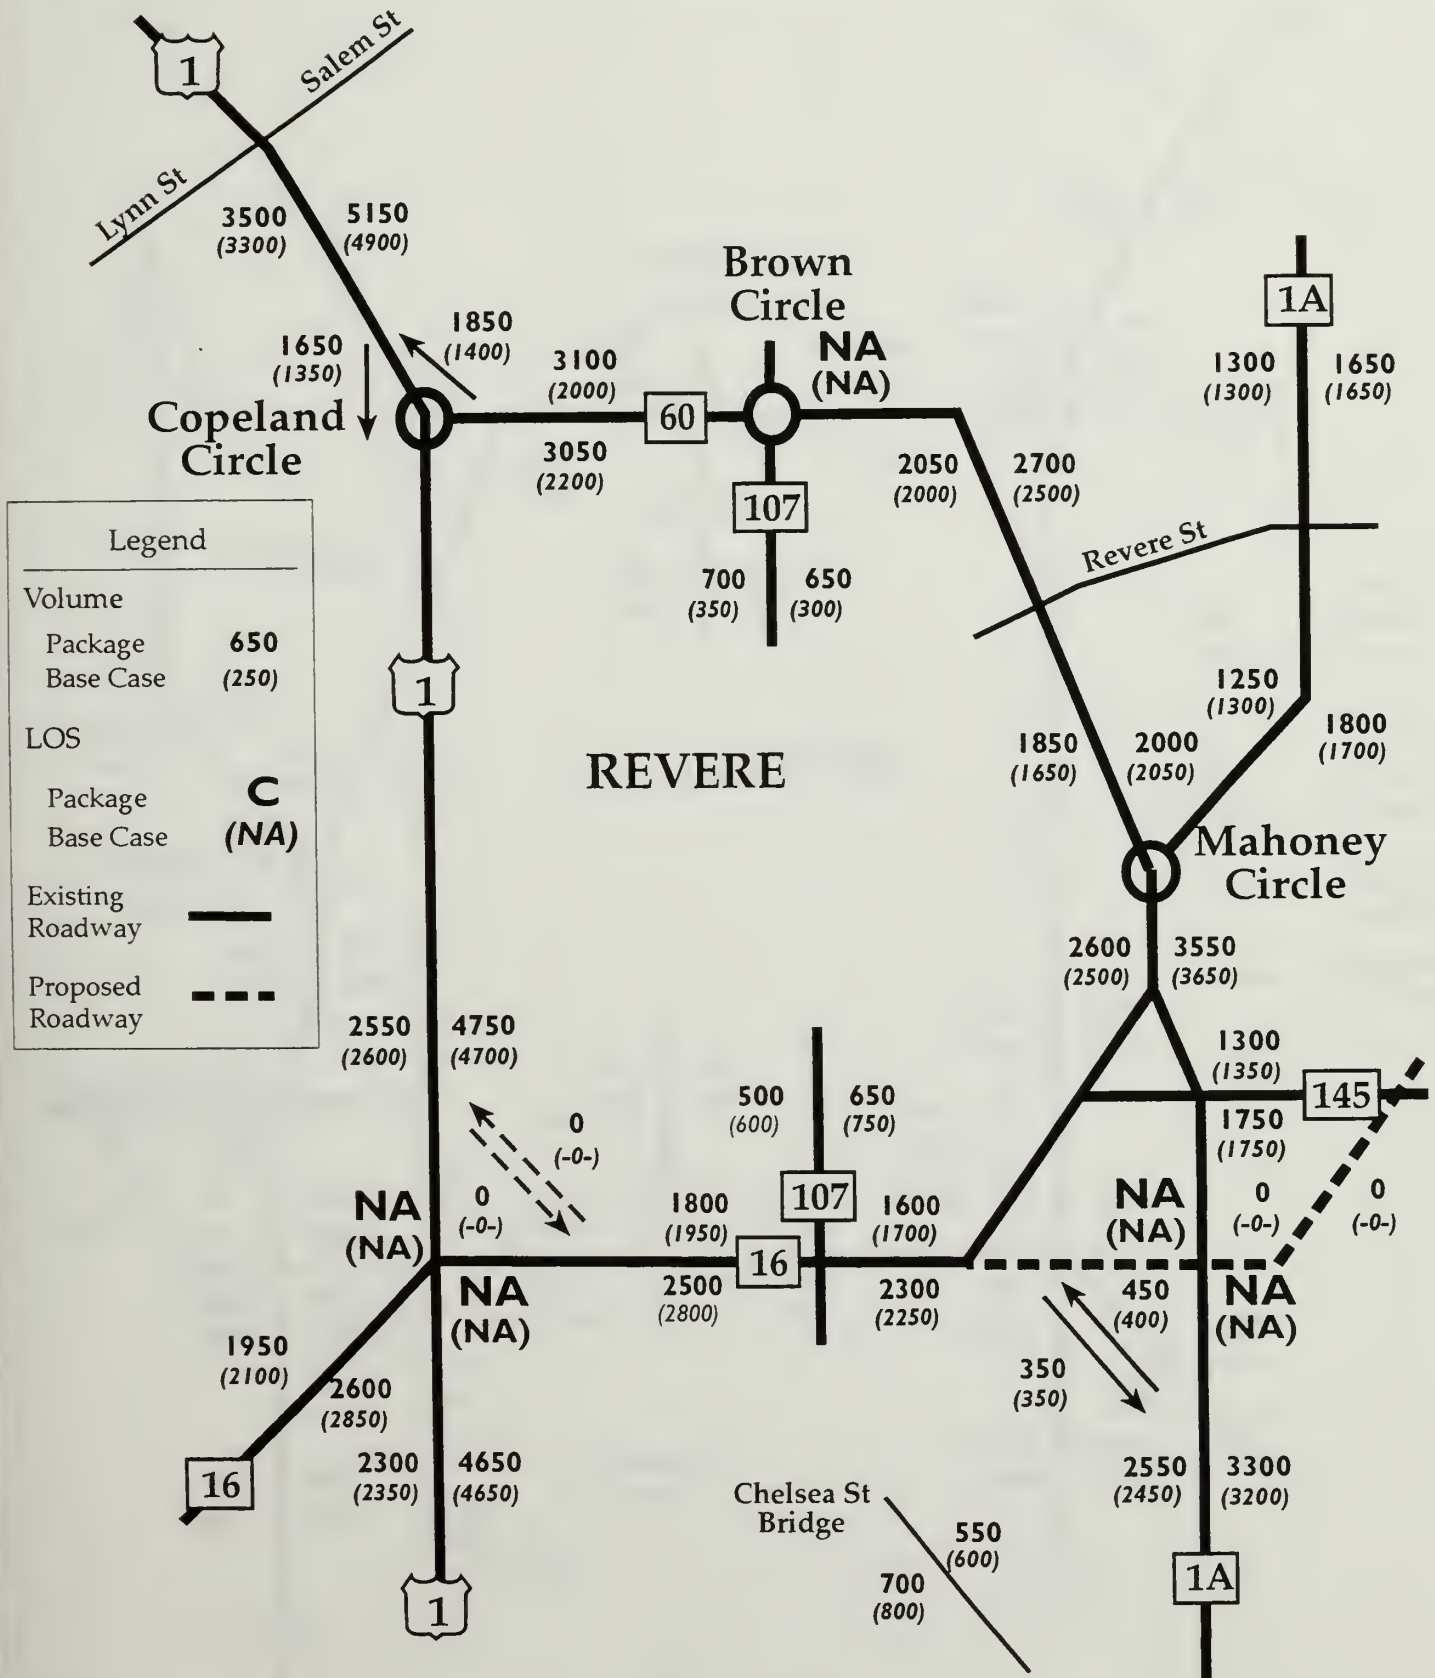 1
Salem St
Lynn St
3500
(3300)
5150
(4900)
1650
(1350)
1850
(1400)
Copeland
Circle
3100
(2000)
60
3050
(2200)
Brown
Circle
NA
(NA)
107
700
(350)
650
(300)
2050
(2000)
2700
(2500)
1A
1300
(1300)
1650
(1650)
Revere St
1250
(1300)
1800
(1700)
1850
(1650)
2000
(2050)
Mahoney
Circle
REVERE
Legend
Volume
Package 650
Base Case (250)
LOS
Package C
Base Case (NA)
Existing
Roadway
Proposed
Roadway
1
2550
(2600)
4750
(4700)
0
(-0-)
0
(-0-)
NA
(NA)
NA
(NA)
500
(600)
650
(750)
107
1800
(1950)
16
2500
(2800)
1600
(1700)
2300
(2250)
2600
(2500)
3550
(3650)
1300
(1350)
145
1750
(1750)
NA
(NA)
0
(-0-)
0
(-0-)
450
(400)
NA
(NA)
350
(350)
1950
(2100)
2600
(2850)
16
2300
(2350)
4650
(4650)
1
Chelsea St
Bridge
550
(600)
700
(800)
2550
(2450)
3300
(3200)
1A